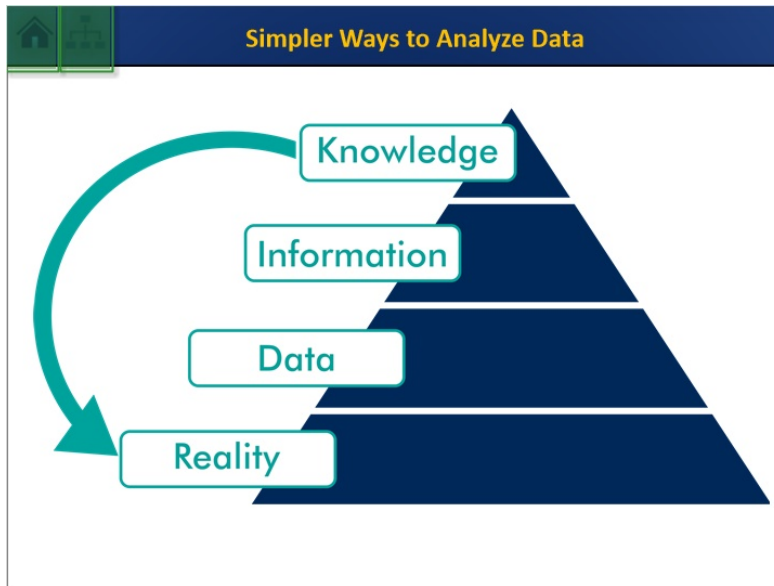 Simpler Ways to Analyze Data
Knowledge
Information
Data
Reality